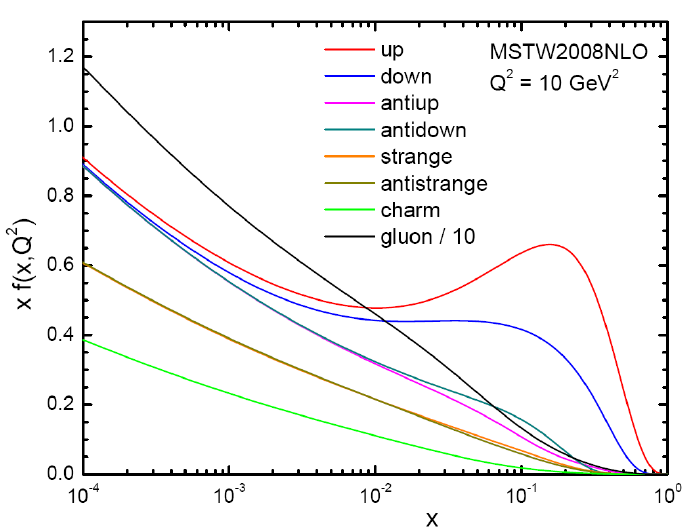 1.2
1.0
0.8
0.6
0.4
0.2
0.0
x f(x,Q²)
up
down
antiup
antidown
strange
antistrange
charm
gluon / 10
MSTW2008NLO
Q² = 10 GeV²
10⁻⁴ 10⁻³ 10⁻² 10⁻¹ 10⁰
x